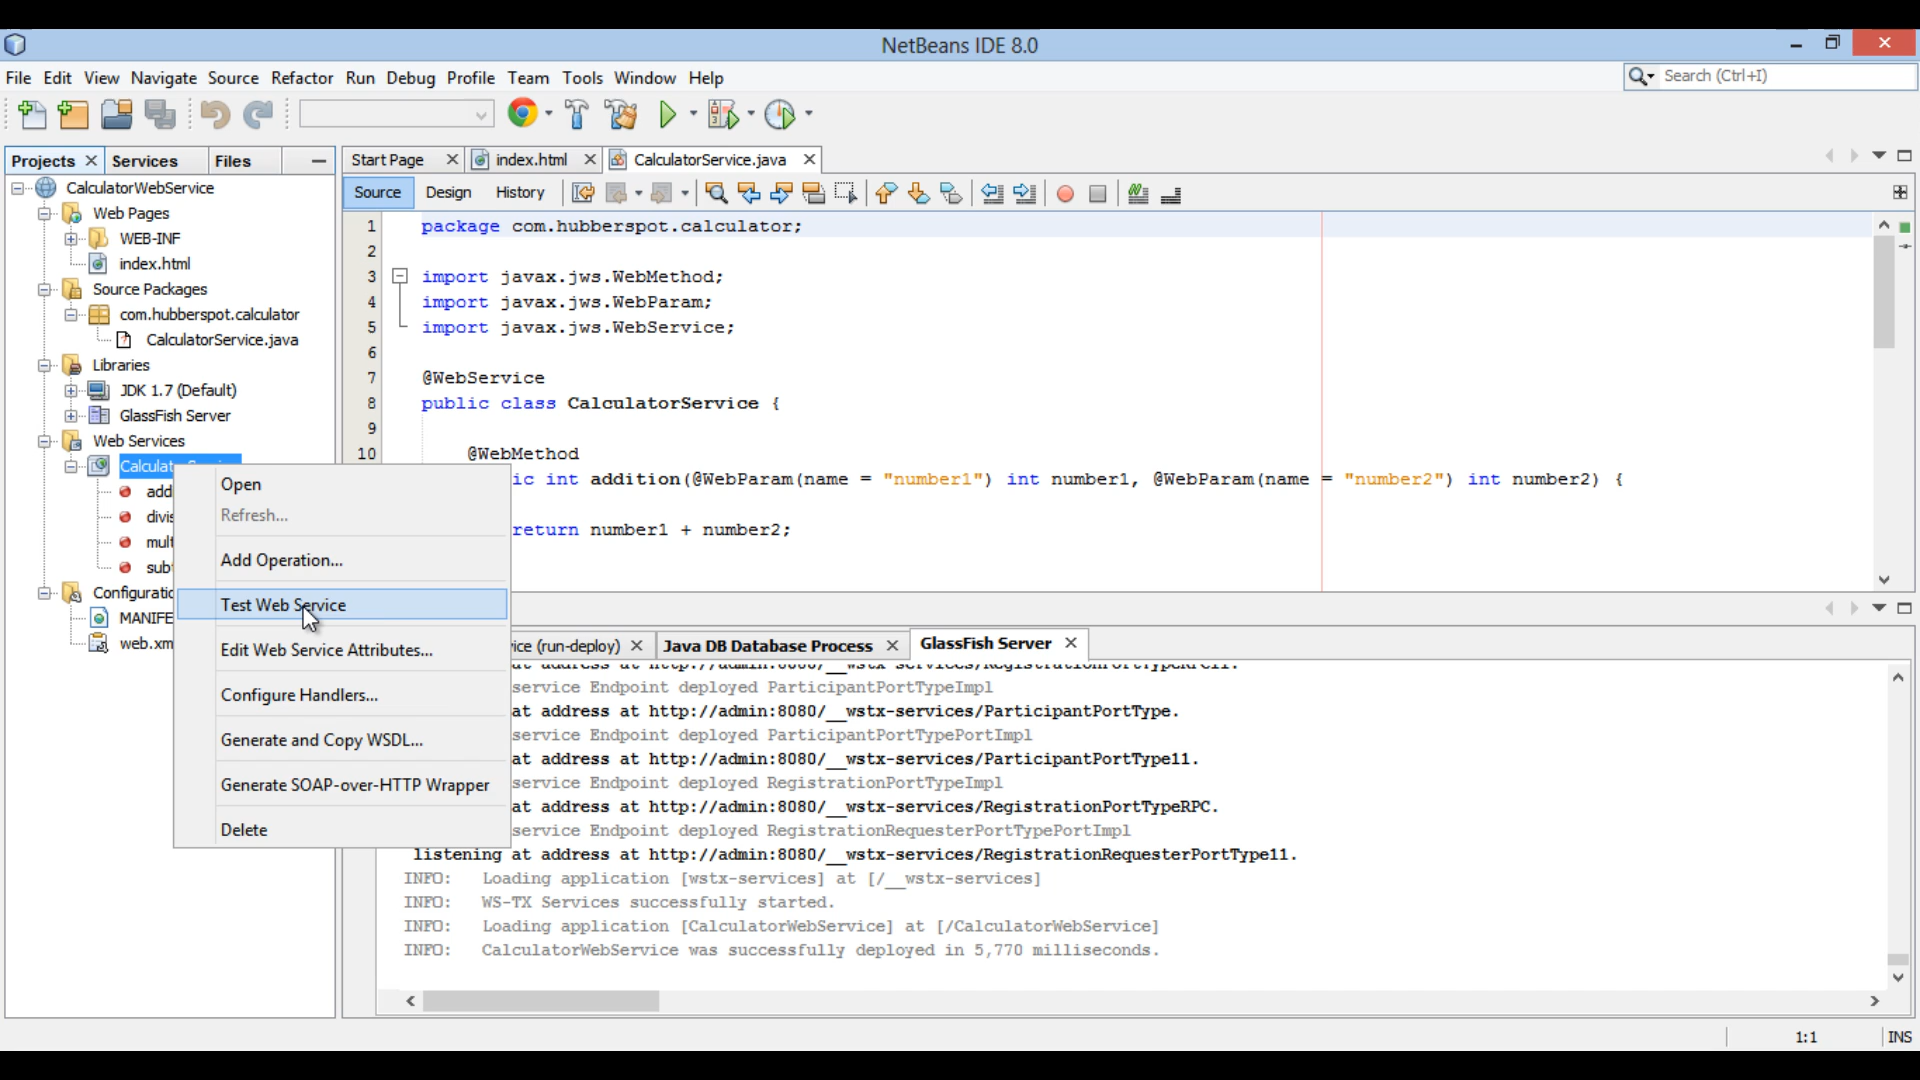 NetBeans IDE 8.0
File Edit View Navigate Source Refactor Run Debug Profile Team Tools Window Help
Search (Ctrl+I)
Projects Services Files
Start Page index.html CalculatorService.java
Source Design History
CalculatorWebService
Web Pages
WEB-INF
index.html
Source Packages
com.hubberspot.calculator
CalculatorService.java
Libraries
JDK 1.7 (Default)
GlassFish Server
Web Services
Calculat
add
divis
mult
subt
Configuratio
MANIFE
web.xm
Open
Refresh...
Add Operation...
Test Web Service
Edit Web Service Attributes...
Configure Handlers...
Generate and Copy WSDL...
Generate SOAP-over-HTTP Wrapper
Delete
1 package com.hubberspot.calculator;
2
3 import javax.jws.WebMethod;
4 import javax.jws.WebParam;
5 import javax.jws.WebService;
6
7 @WebService
8 public class CalculatorService {
9
10 @WebMethod
ic int addition(@WebParam(name = "number1") int number1, @WebParam(name = "number2") int number2) {
return number1 + number2;
ice (run-deploy) Java DB Database Process GlassFish Server
service Endpoint deployed ParticipantPortTypeImpl
at address at http://admin:8080/__wstx-services/ParticipantPortType.
service Endpoint deployed ParticipantPortTypePortImpl
at address at http://admin:8080/__wstx-services/ParticipantPortType11.
service Endpoint deployed RegistrationPortTypeImpl
at address at http://admin:8080/__wstx-services/RegistrationPortTypeRPC.
service Endpoint deployed RegistrationRequesterPortTypePortImpl
listening at address at http://admin:8080/__wstx-services/RegistrationRequesterPortType11.
INFO: Loading application [wstx-services] at [/__wstx-services]
INFO: WS-TX Services successfully started.
INFO: Loading application [CalculatorWebService] at [/CalculatorWebService]
INFO: CalculatorWebService was successfully deployed in 5,770 milliseconds.
1:1 INS